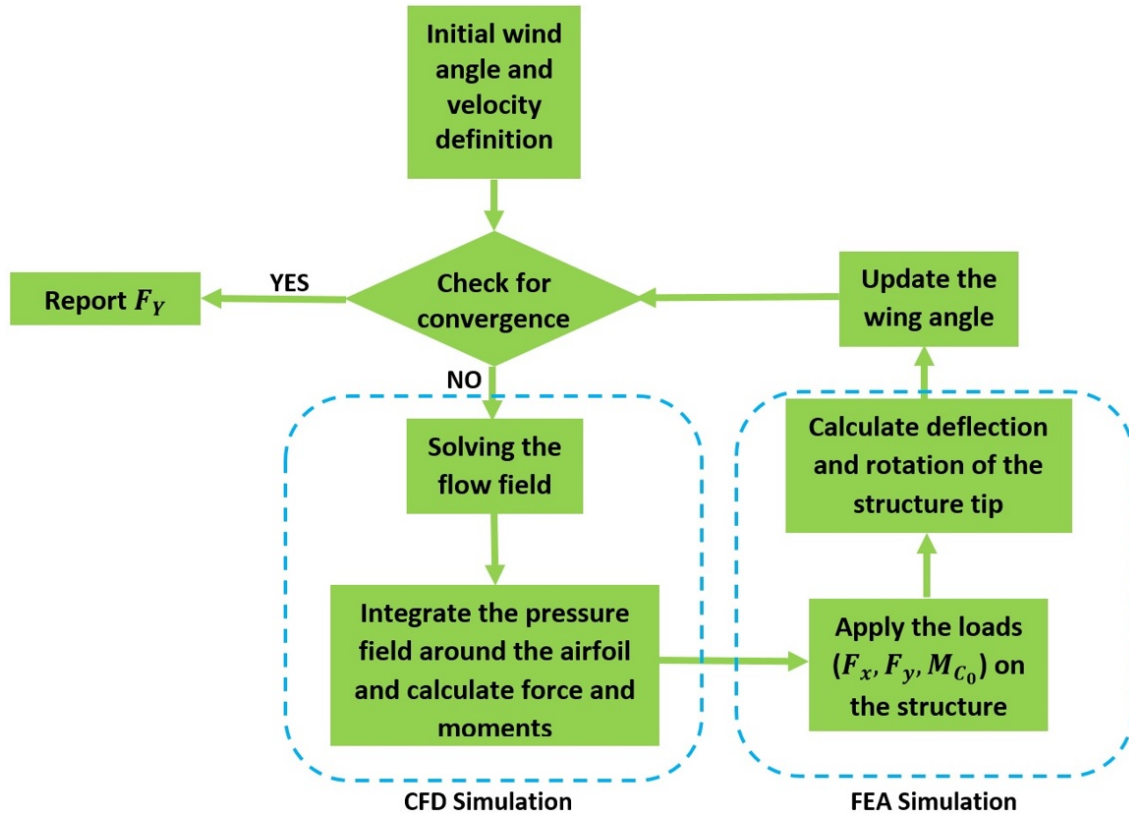 Initial wind
angle and
velocity
definition
Check for
convergence
YES
Report F_Y
NO
Solving the
flow field
Integrate the pressure
field around the airfoil
and calculate force and
moments
CFD Simulation
Apply the loads
(F_x, F_y, M_{C_0}) on
the structure
Calculate deflection
and rotation of the
structure tip
Update the
wing angle
FEA Simulation